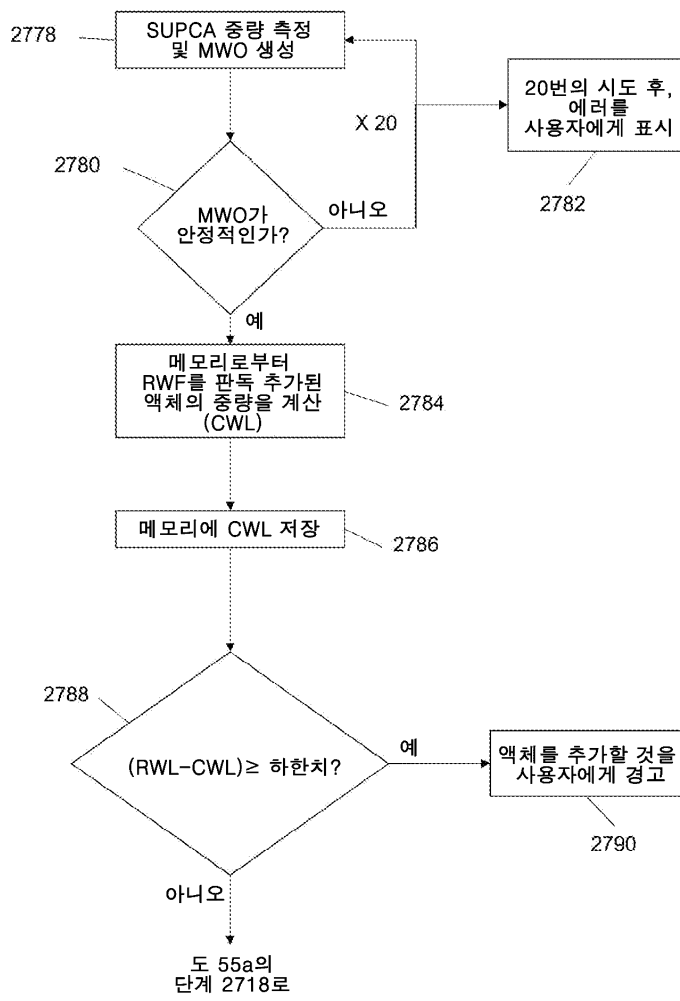 2778
SUPCA 중량 측정
및 MWO 생성
X 20
20번의 시도 후,
에러를
사용자에게 표시
2782
2780
MWO가
안정적인가?
아니오
예
메모리로부터
RWF를 판독 추가된
액체의 중량을 계산
(CWL)
2784
메모리에 CWL 저장
2786
2788
(RWL-CWL)≥ 하한치?
예
액체를 추가할 것을
사용자에게 경고
2790
아니오
도 55a의
단계 2718로